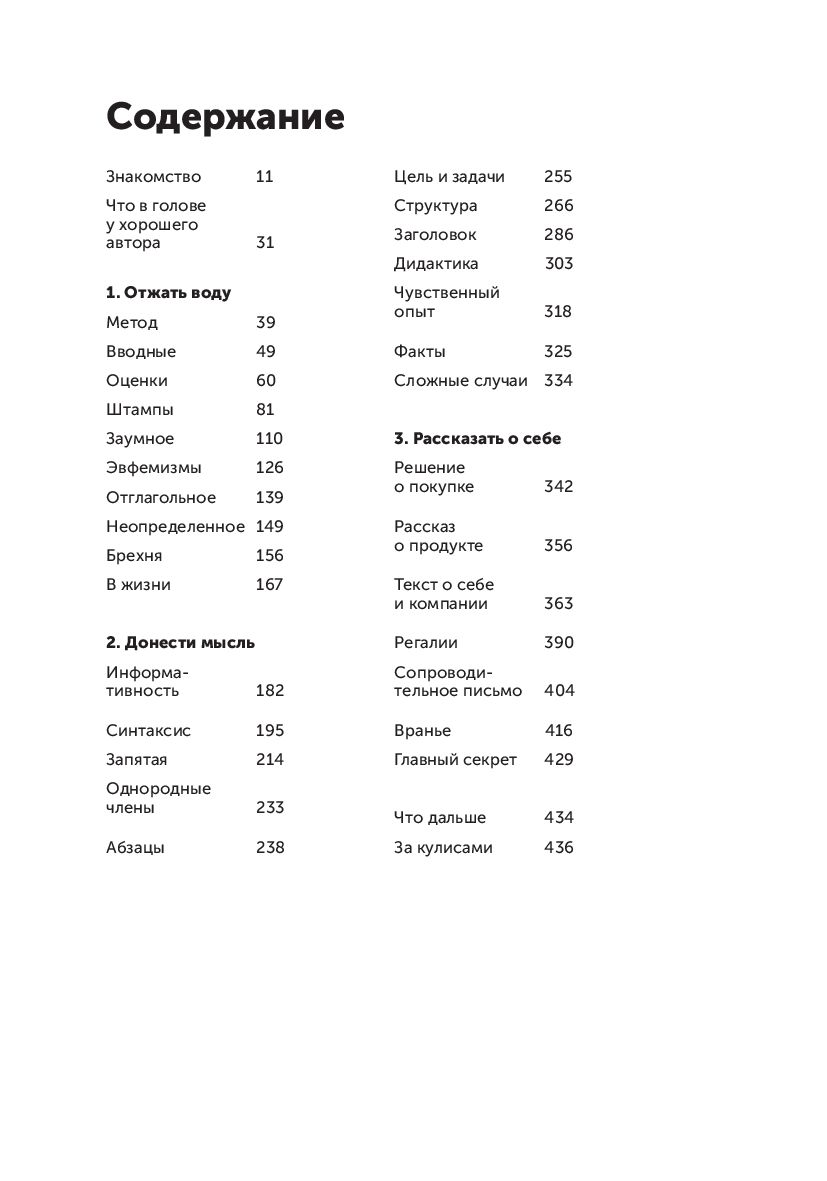 Содержание
Знакомство 11
Что в голове
у хорошего
автора 31
1. Отжать воду
Метод 39
Вводные 49
Оценки 60
Штампы 81
Заумное 110
Эвфемизмы 126
Отглагольное 139
Неопределенное 149
Брехня 156
В жизни 167
2. Донести мысль
Информа-
тивность 182
Синтаксис 195
Запятая 214
Однородные
члены 233
Абзацы 238
Цель и задачи 255
Структура 266
Заголовок 286
Дидактика 303
Чувственный
опыт 318
Факты 325
Сложные случаи 334
3. Рассказать о себе
Решение
о покупке 342
Рассказ
о продукте 356
Текст о себе
и компании 363
Регалии 390
Сопроводи-
тельное письмо 404
Вранье 416
Главный секрет 429
Что дальше 434
За кулисами 436